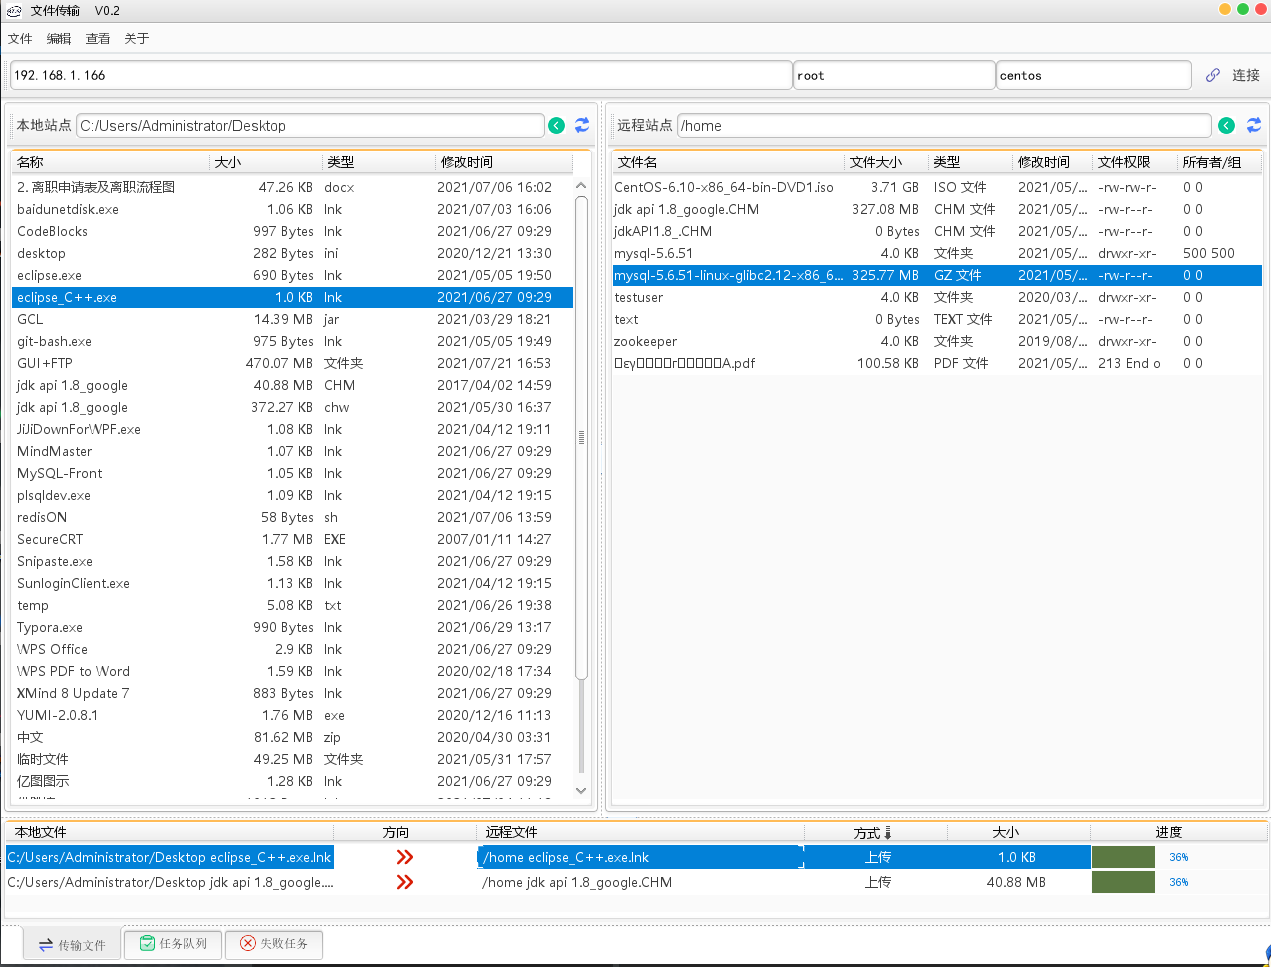 文件传输 V0.2
文件 编辑 查看 关于
192.168.1.166 root centos 连接
本地站点 C:/Users/Administrator/Desktop
名称 大小 类型 修改时间
2. 离职申请表及离职流程图 47.26 KB docx 2021/07/06 16:02
baidunetdisk.exe 1.06 KB lnk 2021/07/03 16:06
CodeBlocks 997 Bytes lnk 2021/06/27 09:29
desktop 282 Bytes ini 2020/12/21 13:30
eclipse.exe 690 Bytes lnk 2021/05/05 19:50
eclipse_C++.exe 1.0 KB lnk 2021/06/27 09:29
GCL 14.39 MB jar 2021/03/29 18:21
git-bash.exe 975 Bytes lnk 2021/05/05 19:49
GUI+FTP 470.07 MB 文件夹 2021/07/21 16:53
jdk api 1.8_google 40.88 MB CHM 2017/04/02 14:59
jdk api 1.8_google 372.27 KB chw 2021/05/30 16:37
JiJiDownForWPF.exe 1.08 KB lnk 2021/04/12 19:11
MindMaster 1.07 KB lnk 2021/06/27 09:29
MySQL-Front 1.05 KB lnk 2021/06/27 09:29
plsqldev.exe 1.09 KB lnk 2021/04/12 19:15
redisON 58 Bytes sh 2021/07/06 13:59
SecureCRT 1.77 MB EXE 2007/01/11 14:27
Snipaste.exe 1.58 KB lnk 2021/06/27 09:29
SunloginClient.exe 1.13 KB lnk 2021/04/12 19:15
temp 5.08 KB txt 2021/06/26 19:38
Typora.exe 990 Bytes lnk 2021/06/29 13:17
WPS Office 2.9 KB lnk 2021/06/27 09:29
WPS PDF to Word 1.59 KB lnk 2020/02/18 17:34
XMind 8 Update 7 883 Bytes lnk 2021/06/27 09:29
YUMI-2.0.8.1 1.76 MB exe 2020/12/16 11:13
中文 81.62 MB zip 2020/04/30 03:31
临时文件 49.25 MB 文件夹 2021/05/31 17:57
亿图图示 1.28 KB lnk 2021/06/27 09:29
远程站点 /home
文件名 文件大小 类型 修改时间 文件权限 所有者/组
CentOS-6.10-x86_64-bin-DVD1.iso 3.71 GB ISO 文件 2021/05/... -rw-rw-r- 0 0
jdk api 1.8_google.CHM 327.08 MB CHM 文件 2021/05/... -rw-r--r- 0 0
jdkAPI1.8_.CHM 0 Bytes CHM 文件 2021/05/... -rw-r--r- 0 0
mysql-5.6.51 4.0 KB 文件夹 2021/05/... drwxr-xr- 500 500
mysql-5.6.51-linux-glibc2.12-x86_6... 325.77 MB GZ 文件 2021/05/... -rw-r--r- 0 0
testuser 4.0 KB 文件夹 2020/03/... drwxr-xr- 0 0
text 0 Bytes TEXT 文件 2021/05/... -rw-r--r- 0 0
zookeeper 4.0 KB 文件夹 2019/08/... drwxr-xr- 0 0
▯εγ▯▯▯▯r▯▯▯▯▯A.pdf 100.58 KB PDF 文件 2021/05/... 213 End o 0 0
本地文件 方向 远程文件 方式 大小 进度
C:/Users/Administrator/Desktop eclipse_C++.exe.lnk /home eclipse_C++.exe.lnk 上传 1.0 KB 36%
C:/Users/Administrator/Desktop jdk api 1.8_google.... /home jdk api 1.8_google.CHM 上传 40.88 MB 36%
传输文件 任务队列 失败任务